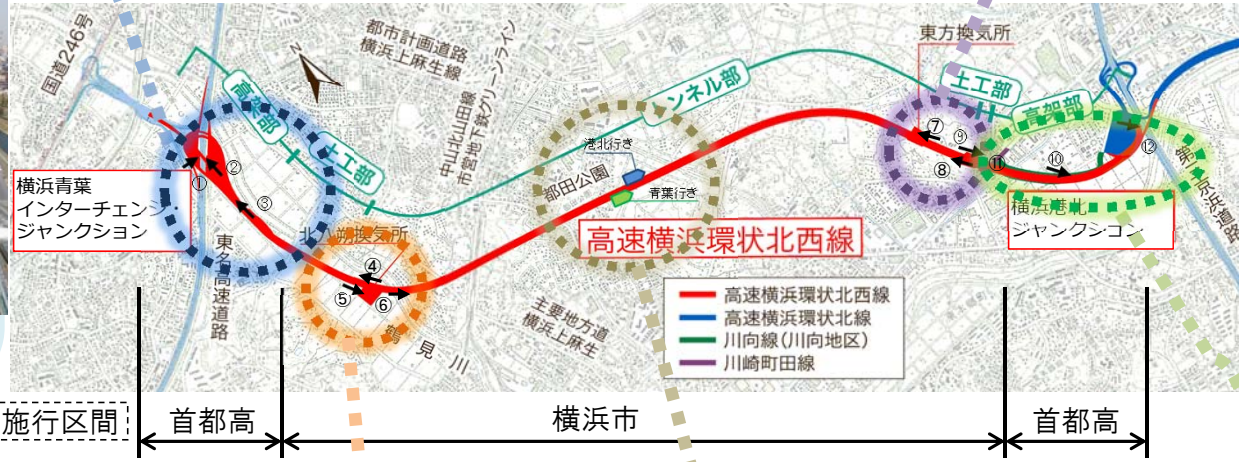 国道246号
都市計画道路
横浜上麻生線
N
中山北山田線
市営地下鉄グリーンライン
東方換気所
高架部
土工部
トンネル部
土工部
高架部
港北行き
都田公園
青葉行き
①
②
③
④
⑤
⑥
⑦
⑧
⑨
⑩
⑪
⑫
横浜青葉
インターチェンジ・
ジャンクション
東名高速道路
北八朔換気所
鶴見川
主要地方道
横浜上麻生
高速横浜環状北西線
横浜港北
ジャンクション
第三京浜道路
高速横浜環状北西線
高速横浜環状北線
川向線(川向地区)
川崎町田線
施行区間
首都高
横浜市
首都高